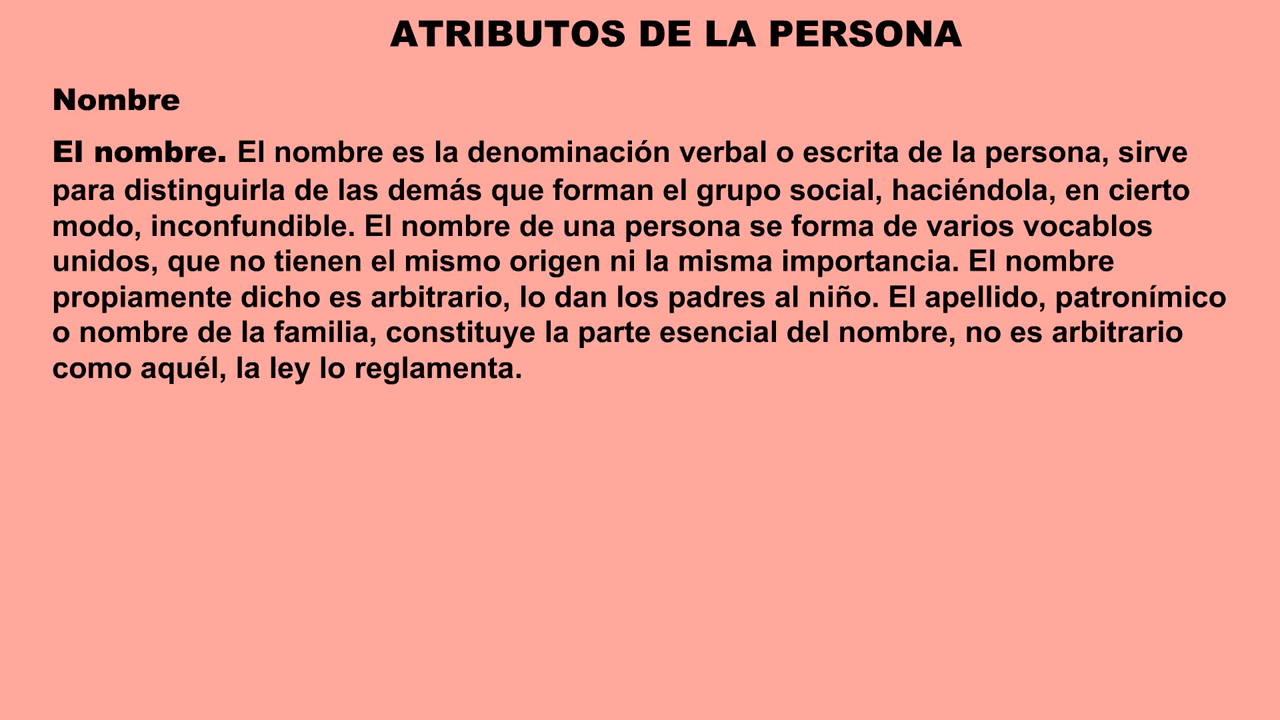 ATRIBUTOS DE LA PERSONA
Nombre
El nombre. El nombre es la denominación verbal o escrita de la persona, sirve
para distinguirla de las demás que forman el grupo social, haciéndola, en cierto
modo, inconfundible. El nombre de una persona se forma de varios vocablos
unidos, que no tienen el mismo origen ni la misma importancia. El nombre
propiamente dicho es arbitrario, lo dan los padres al niño. El apellido, patronímico
o nombre de la familia, constituye la parte esencial del nombre, no es arbitrario
como aquél, la ley lo reglamenta.